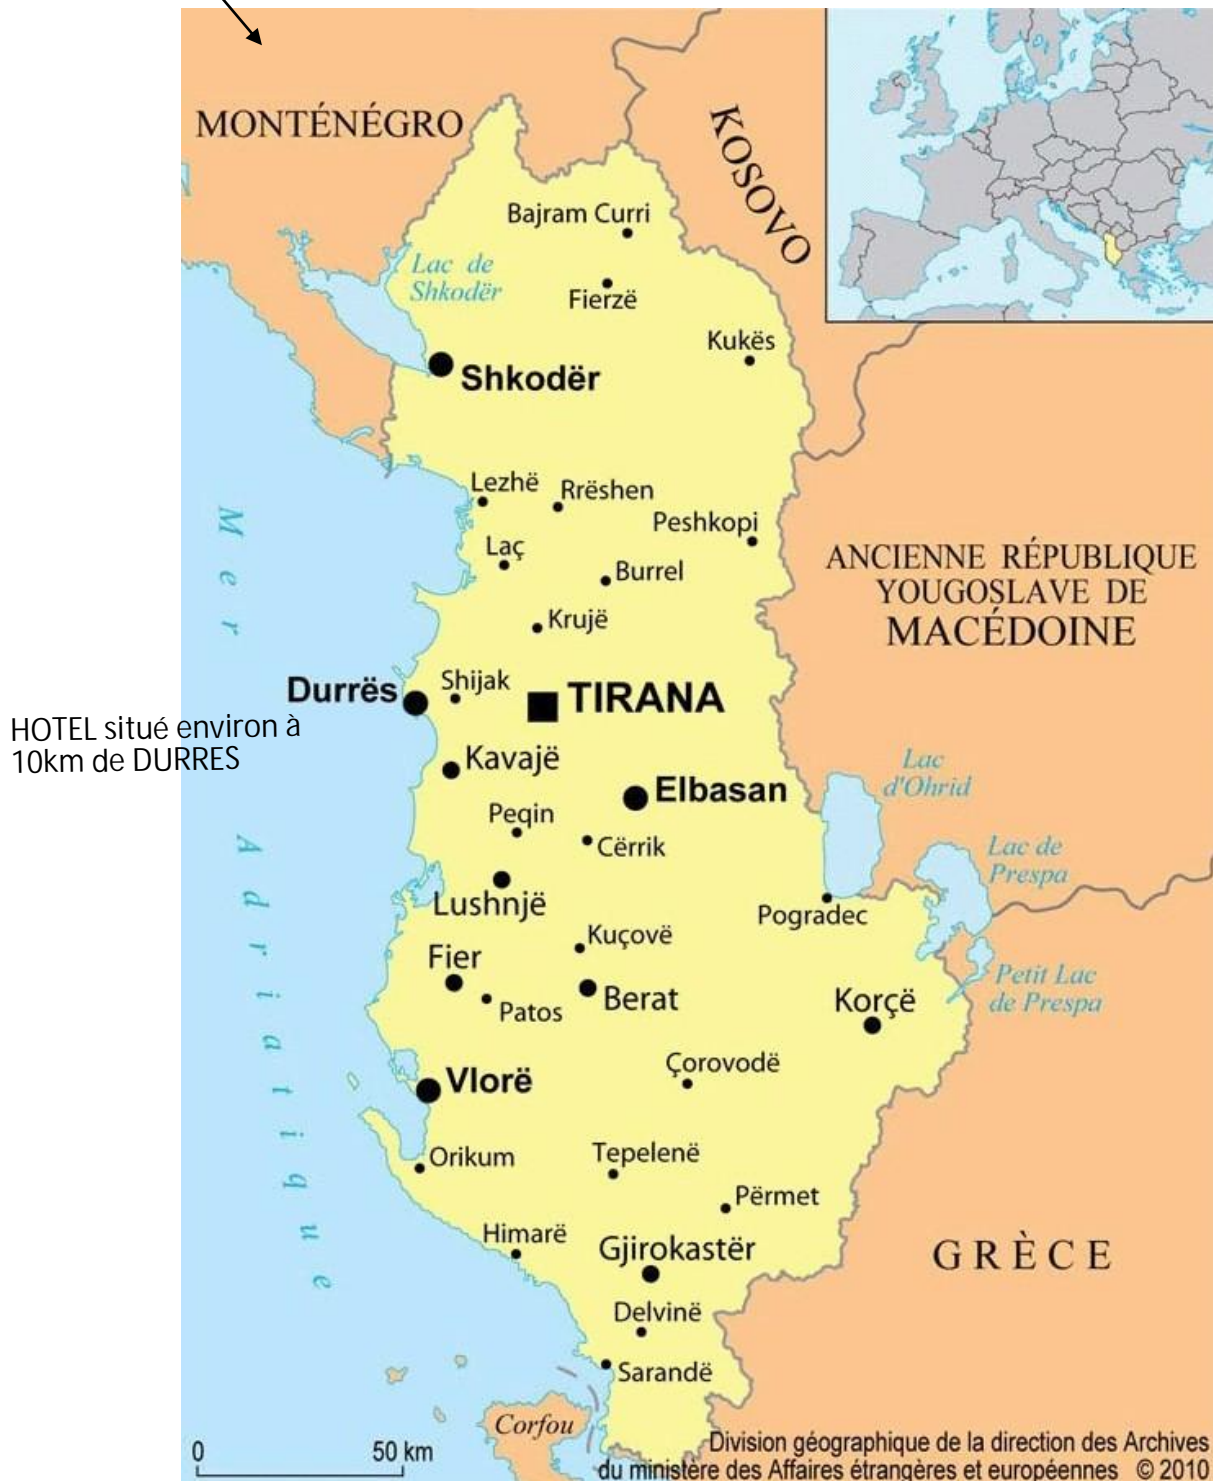 MONTÉNÉGRO
KOSOVO
Bajram Curri
Lac de
Shkodër
Fierzë
Kukës
Shkodër
Lezhë
Rrëshen
Peshkopi
Laç
Burrel
ANCIENNE RÉPUBLIQUE
YOUGOSLAVE DE
MACÉDOINE
Krujë
Durrës
Shijak
TIRANA
HOTEL situé environ à
10km de DURRES
Kavajë
Elbasan
Lac
d'Ohrid
Peqin
Cërrik
Lac de
Prespa
Lushnjë
Pogradec
Kuçovë
Fier
Patos
Berat
Korçë
Petit Lac
de Prespa
Çorovodë
Vlorë
Mer Adriatique
Orikum
Tepelenë
Përmet
Himarë
Gjirokastër
GRÈCE
Delvinë
Sarandë
Corfou
0 50 km
Division géographique de la direction des Archives
du ministère des Affaires étrangères et européennes © 2010